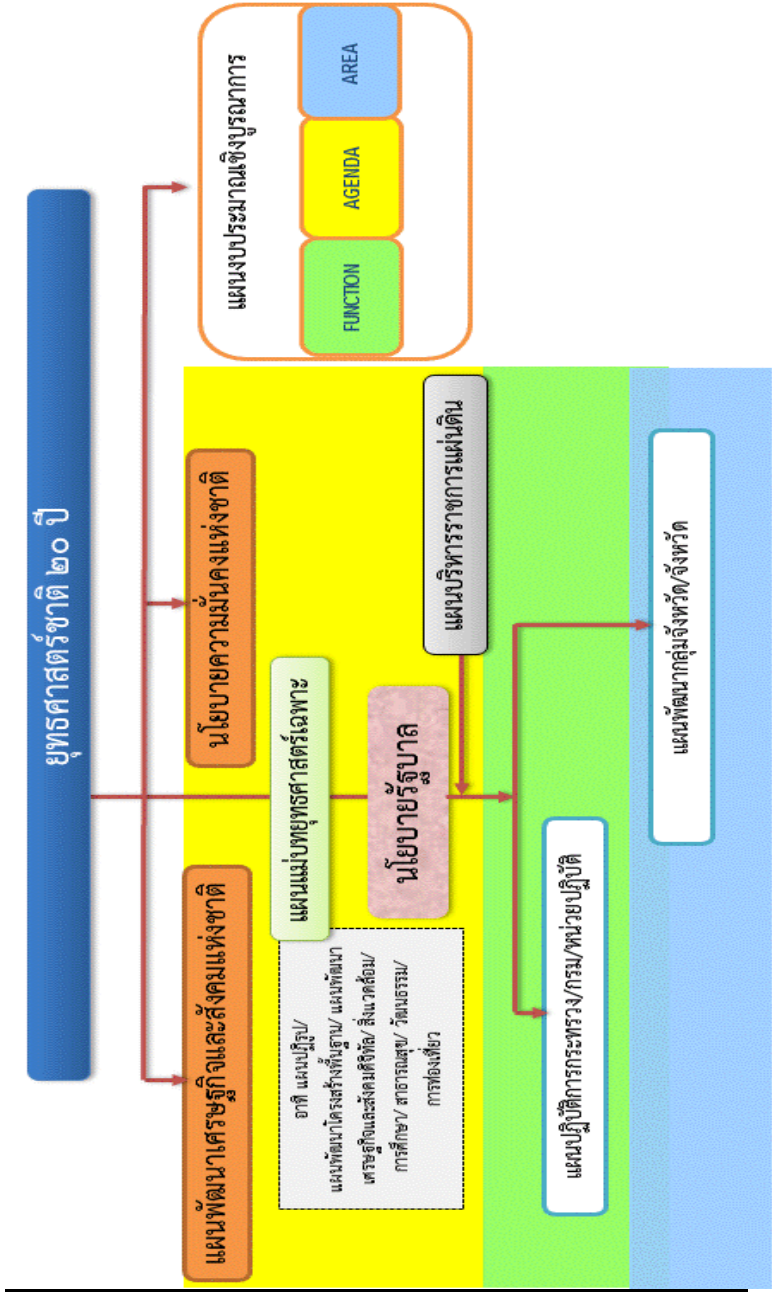 ยุทธศาสตร์ชาติ ๒๐ ปี
แผนพัฒนาเศรษฐกิจและสังคมแห่งชาติ
นโยบายความมั่นคงแห่งชาติ
แผนงบประมาณเชิงบูรณาการ
FUNCTION
AGENDA
AREA
แผนแม่บทยุทธศาสตร์เฉพาะ
อาทิ แผนปฏิรูป/
แผนพัฒนาโครงสร้างพื้นฐาน/ แผนพัฒนา
เศรษฐกิจและสังคมดิจิทัล/ สิ่งแวดล้อม/
การศึกษา/ สาธารณสุข/ วัฒนธรรม/
การท่องเที่ยว
นโยบายรัฐบาล
แผนบริหารราชการแผ่นดิน
แผนปฏิบัติการกระทรวง/กรม/หน่วยปฏิบัติ
แผนพัฒนากลุ่มจังหวัด/จังหวัด